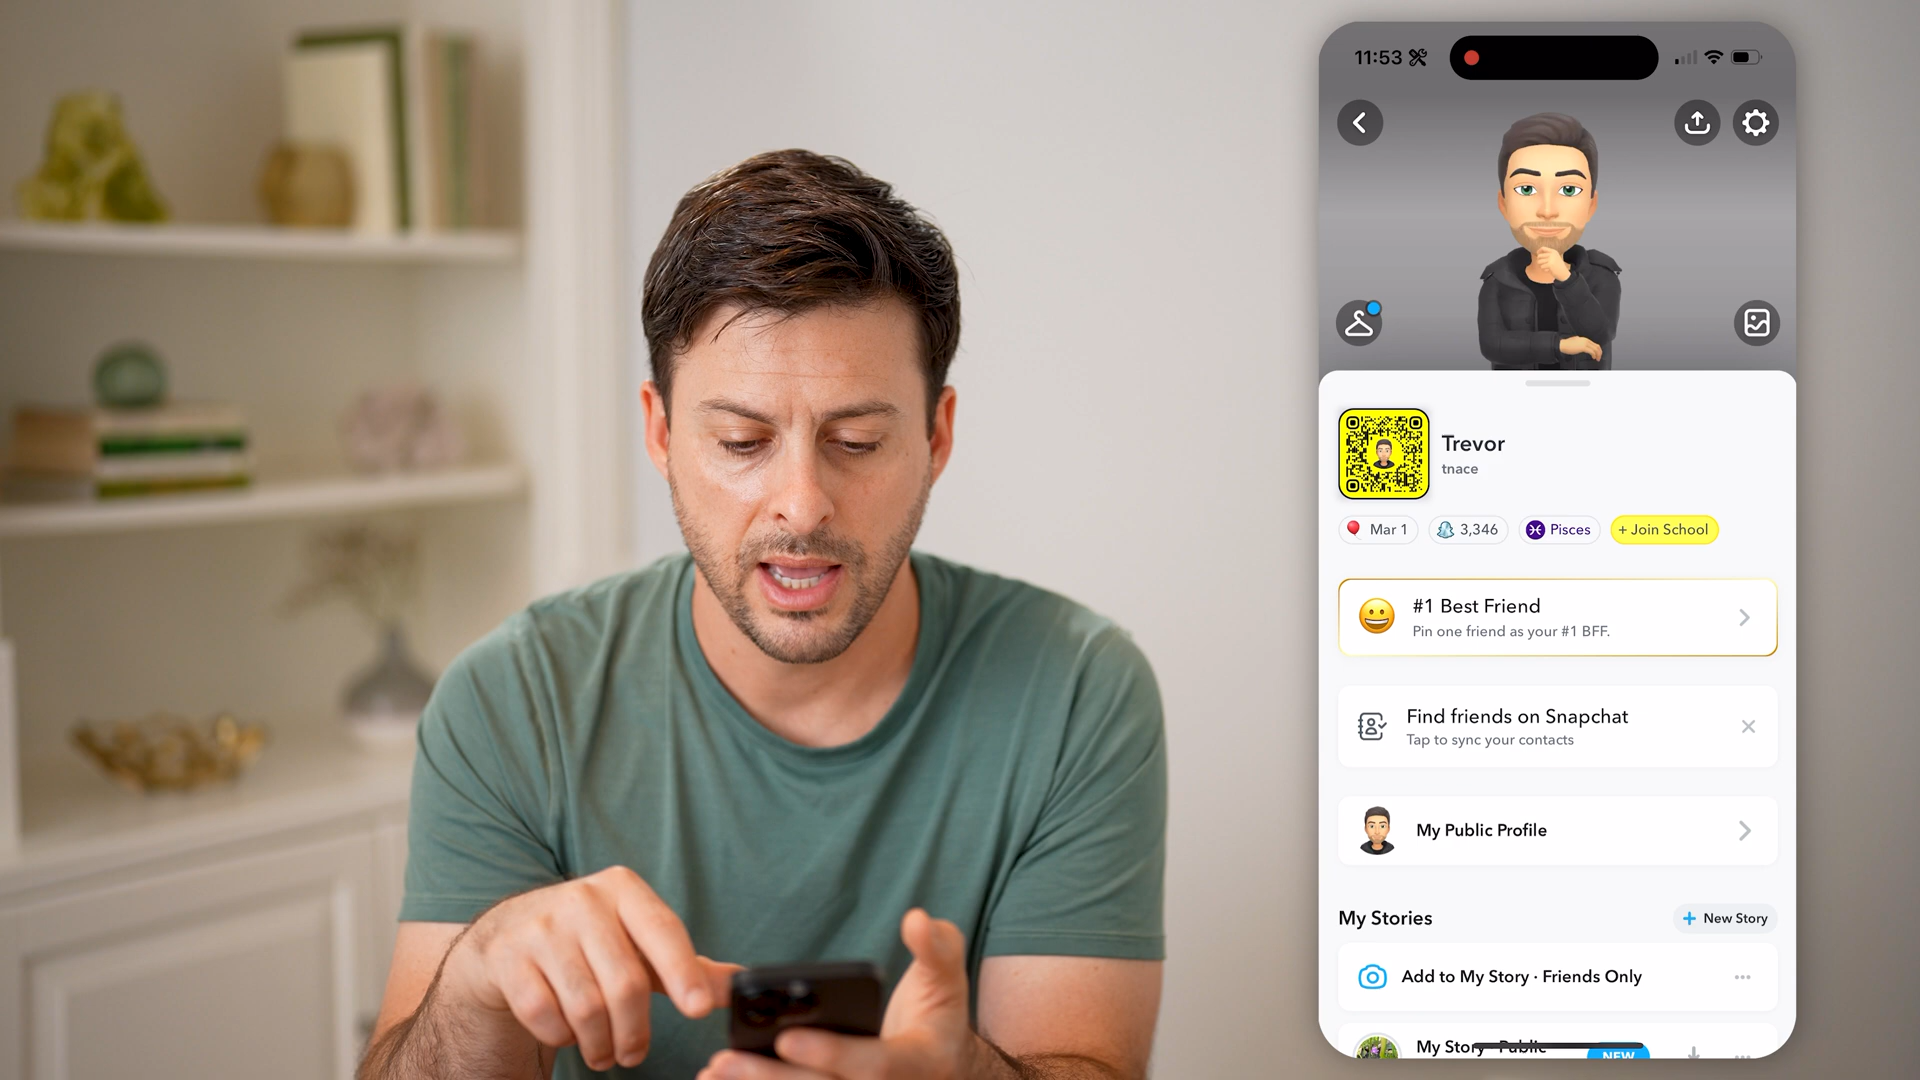 11:53
Trevor
tnace
Mar 1
3,346
Pisces
+ Join School
#1 Best Friend
Pin one friend as your #1 BFF.
Find friends on Snapchat
Tap to sync your contacts
My Public Profile
My Stories
+ New Story
Add to My Story · Friends Only
My Story · Public
NEW